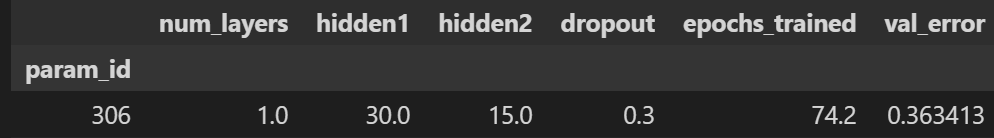 num_layers hidden1 hidden2 dropout epochs_trained val_error
param_id
306 1.0 30.0 15.0 0.3 74.2 0.363413